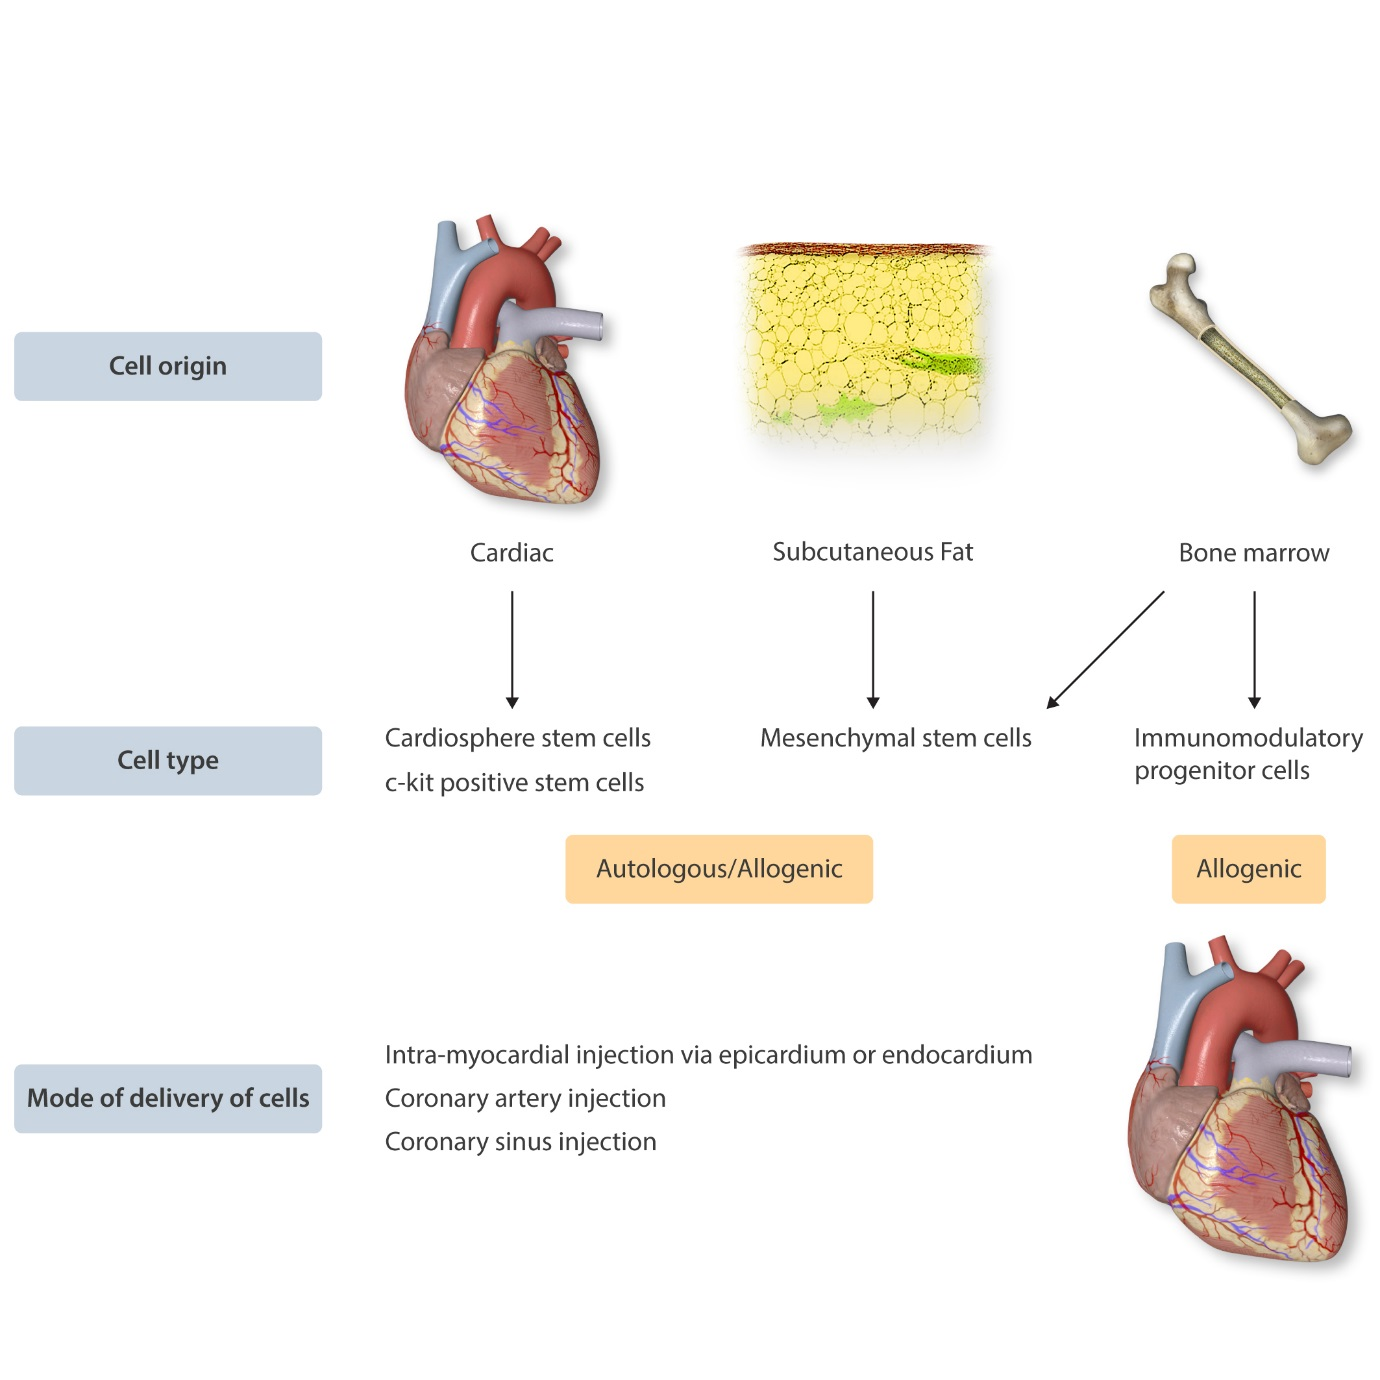 Cell origin
Cardiac
Subcutaneous Fat
Bone marrow
Cell type
Cardiosphere stem cells
c-kit positive stem cells
Mesenchymal stem cells
Immunomodulatory
progenitor cells
Autologous/Allogenic
Allogenic
Mode of delivery of cells
Intra-myocardial injection via epicardium or endocardium
Coronary artery injection
Coronary sinus injection